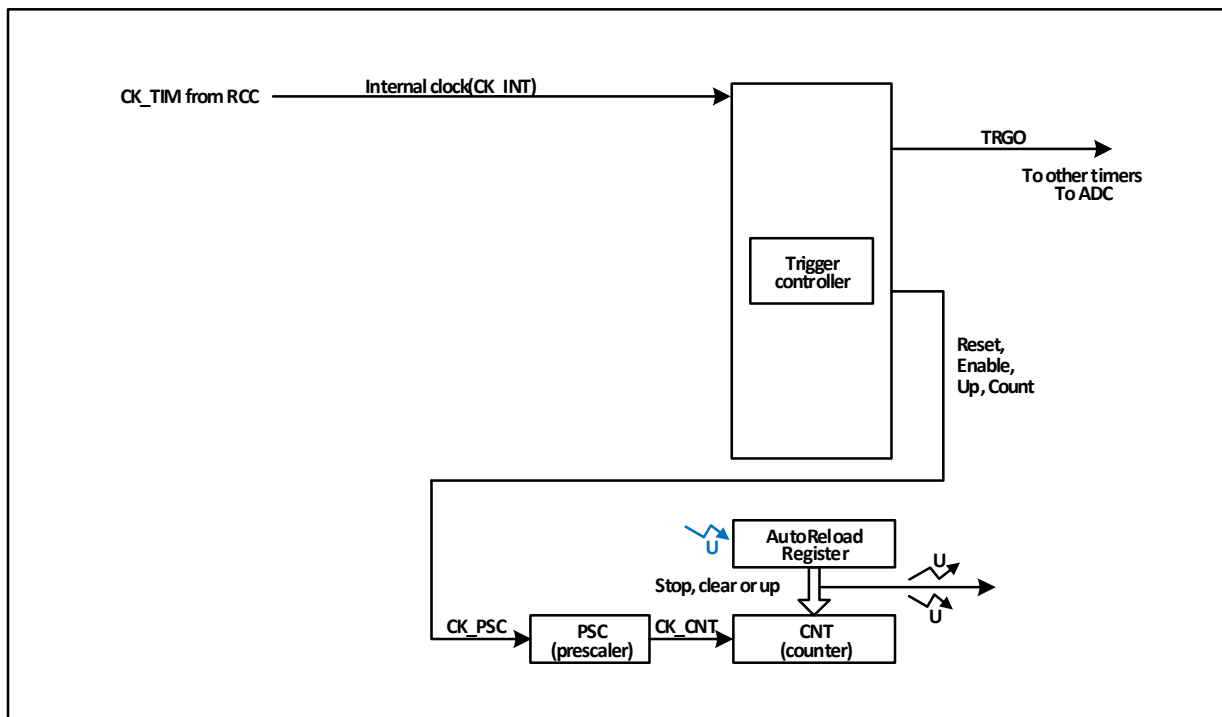 CK_TIM from RCC
Internal clock(CK_INT)
TRGO
To other timers
To ADC
Trigger
controller
Reset,
Enable,
Up, Count
U
AutoReload
Register
U
Stop, clear or up
U
CK_PSC
PSC
(prescaler)
CK_CNT
CNT
(counter)